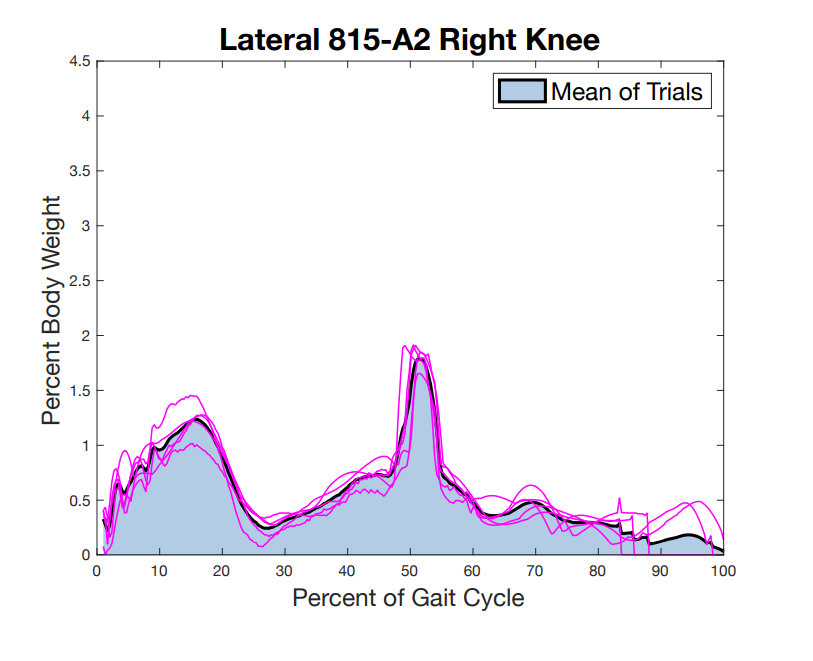 Lateral 815-A2 Right Knee
Mean of Trials
Percent Body Weight
4.5
4
3.5
3
2.5
2
1.5
1
0.5
0
0 10 20 30 40 50 60 70 80 90 100
Percent of Gait Cycle